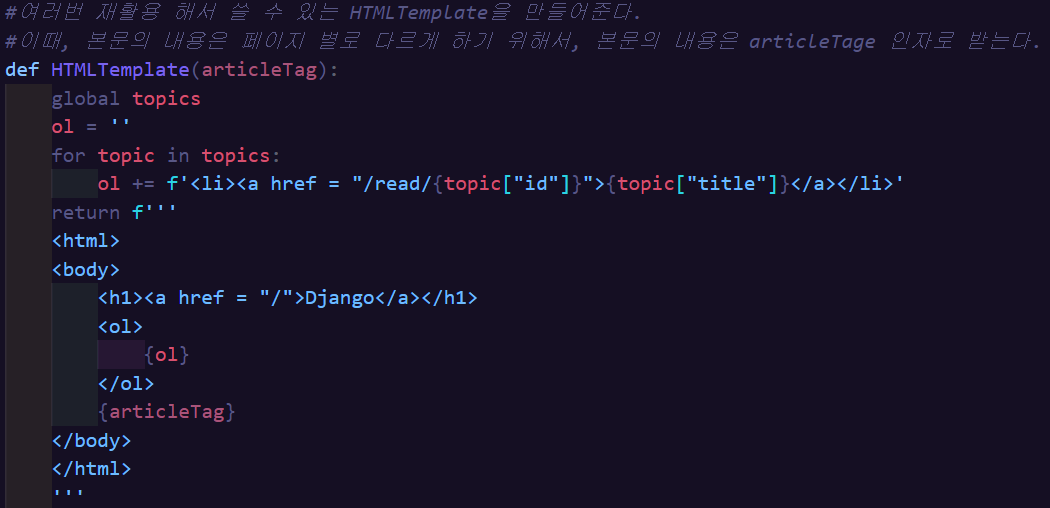 #여러번 재활용 해서 쓸 수 있는 HTMLTemplate을 만들어준다.
#이때, 본문의 내용은 페이지 별로 다르게 하기 위해서, 본문의 내용은 articleTage 인자로 받는다.
def HTMLTemplate(articleTag):
    global topics
    ol = ''
    for topic in topics:
        ol += f'<li><a href = "/read/{topic["id"]}">{topic["title"]}</a></li>'
    return f'''
    <html>
    <body>
        <h1><a href = "/">Django</a></h1>
        <ol>
            {ol}
        </ol>
        {articleTag}
    </body>
    </html>
    '''